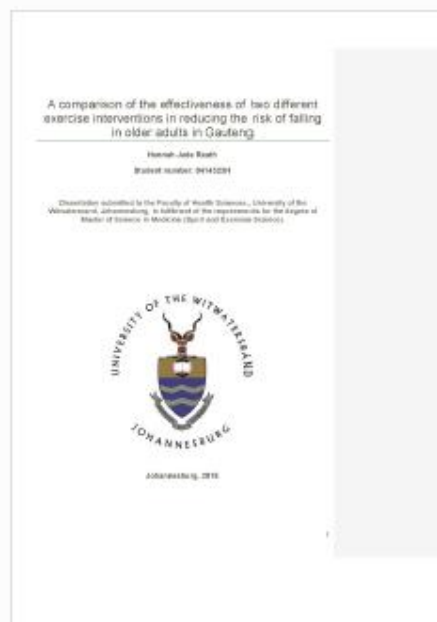 A comparison of the effectiveness of two different
exercise interventions in reducing the risk of falling
in older adults in Gauteng
Student number:
Dissertation submitted to the Faculty of Health Sciences, University of the
Witwatersrand, Johannesburg, in fulfilment of the requirements for the degree of
Master of Science in Medicine (Sport and Exercise Science)
UNIVERSITY OF THE WITWATERSRAND
JOHANNESBURG
Johannesburg,